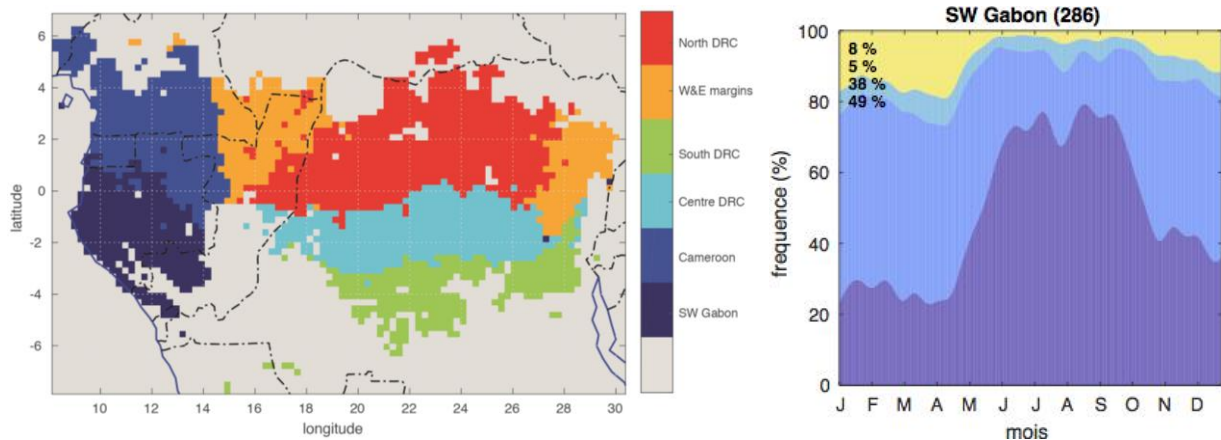 6
4
2
0
-2
-4
-6
latitude
10
12
14
16
18
20
22
24
26
28
30
longitude
North DRC
W&E margins
South DRC
Centre DRC
Cameroon
SW Gabon
SW Gabon (286)
100
80
60
40
20
0
frequence (%)
8 %
5 %
38 %
49 %
J F M A M J J A S O N D
mois